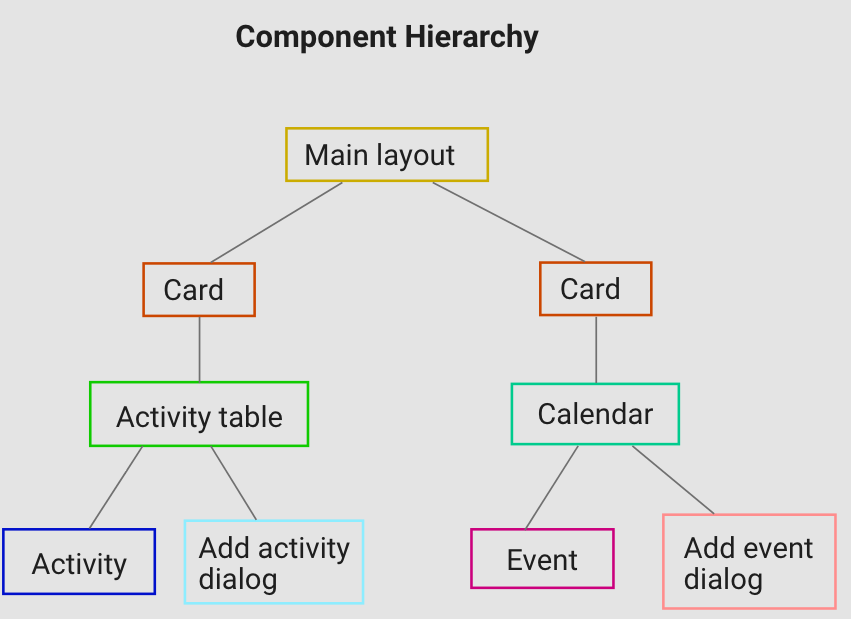 Component Hierarchy
Main layout
Card
Card
Activity table
Calendar
Activity
Add activity
dialog
Event
Add event
dialog